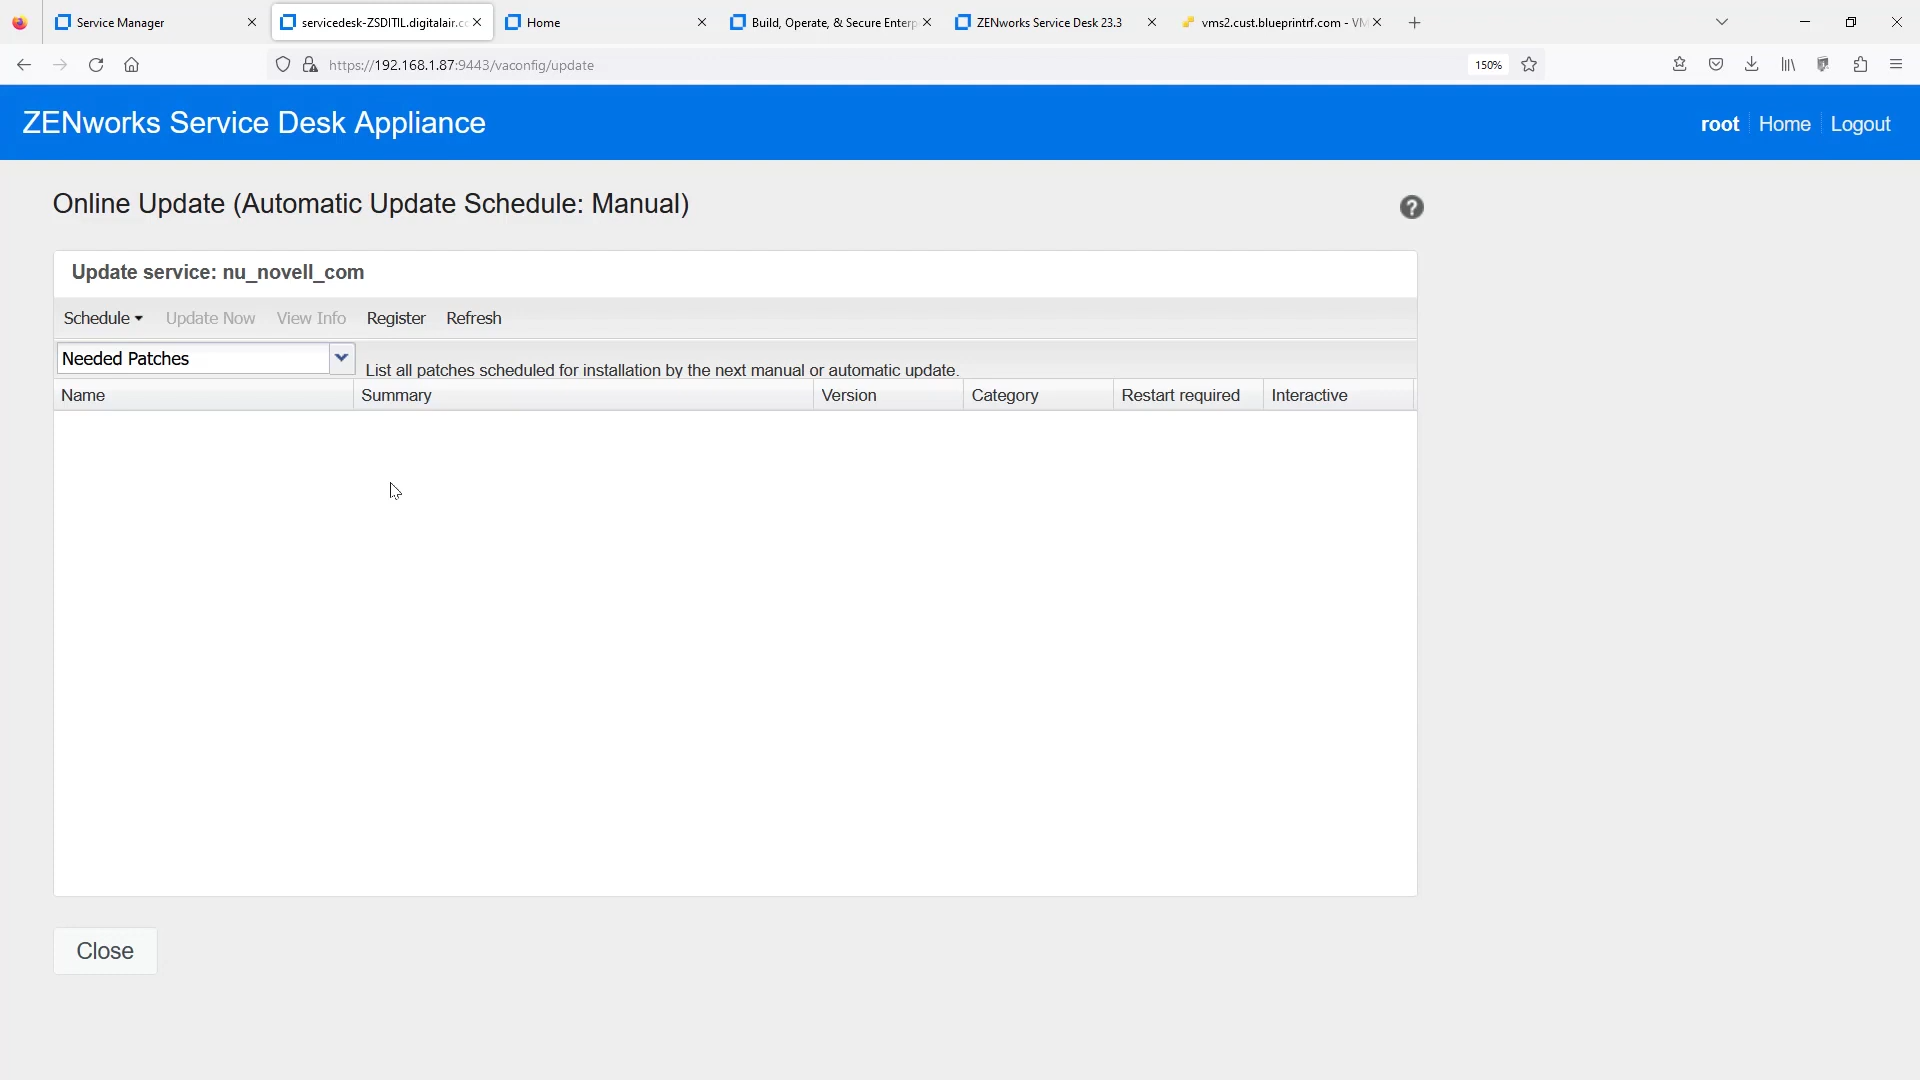 Service Manager
servicedesk-ZSDITIL.digitalair.cc
Home
Build, Operate, & Secure Enterp
ZENworks Service Desk 23.3
vms2.cust.blueprintrf.com - VM
https://192.168.1.87:9443/vaconfig/update
150%
ZENworks Service Desk Appliance
root
Home
Logout
Online Update (Automatic Update Schedule: Manual)
?
Update service: nu_novell_com
Schedule
Update Now
View Info
Register
Refresh
Needed Patches
List all patches scheduled for installation by the next manual or automatic update.
Name
Summary
Version
Category
Restart required
Interactive
Close